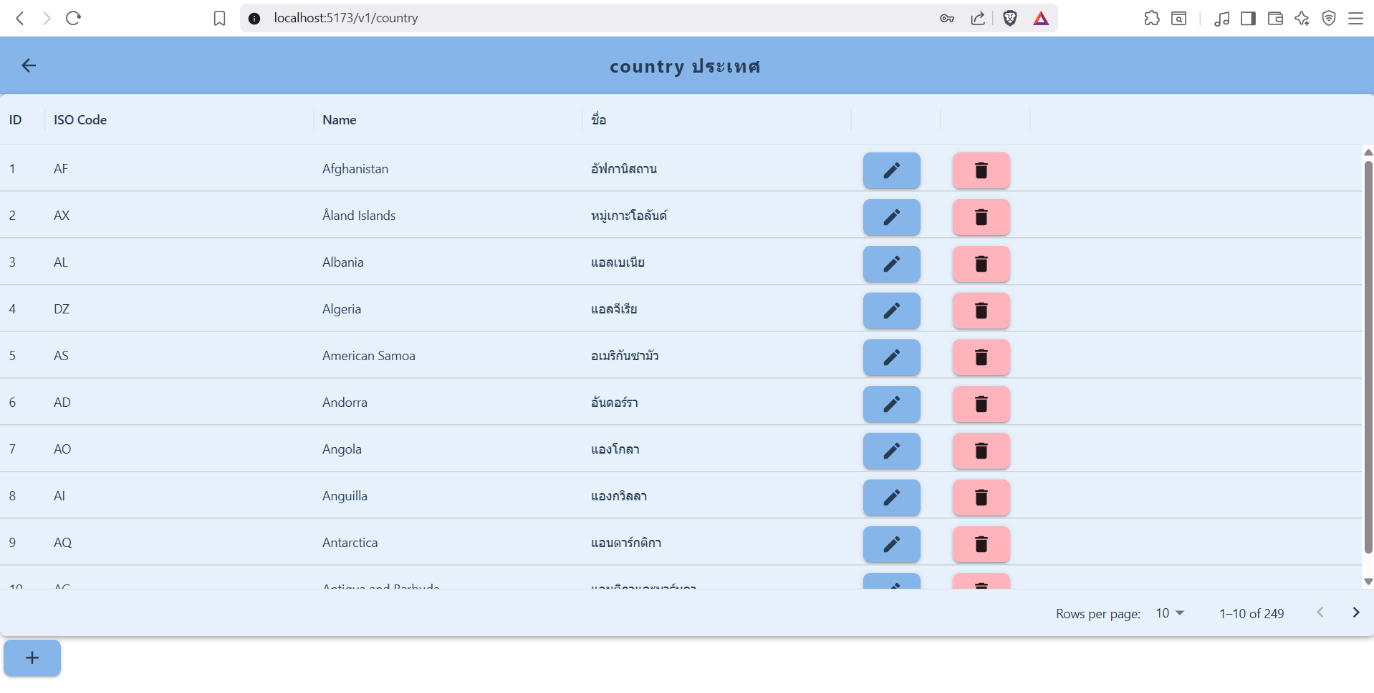 localhost:5173/v1/country
country ประเทศ
ID ISO Code Name ชื่อ
1 AF Afghanistan อัฟกานิสถาน
2 AX Åland Islands หมู่เกาะโอลันด์
3 AL Albania แอลเบเนีย
4 DZ Algeria แอลจีเรีย
5 AS American Samoa อเมริกันซามัว
6 AD Andorra อันดอร์รา
7 AO Angola แองโกลา
8 AI Anguilla แองกวิลลา
9 AQ Antarctica แอนตาร์กติกา
10 AG Antigua and Barbuda
Rows per page: 10 1–10 of 249